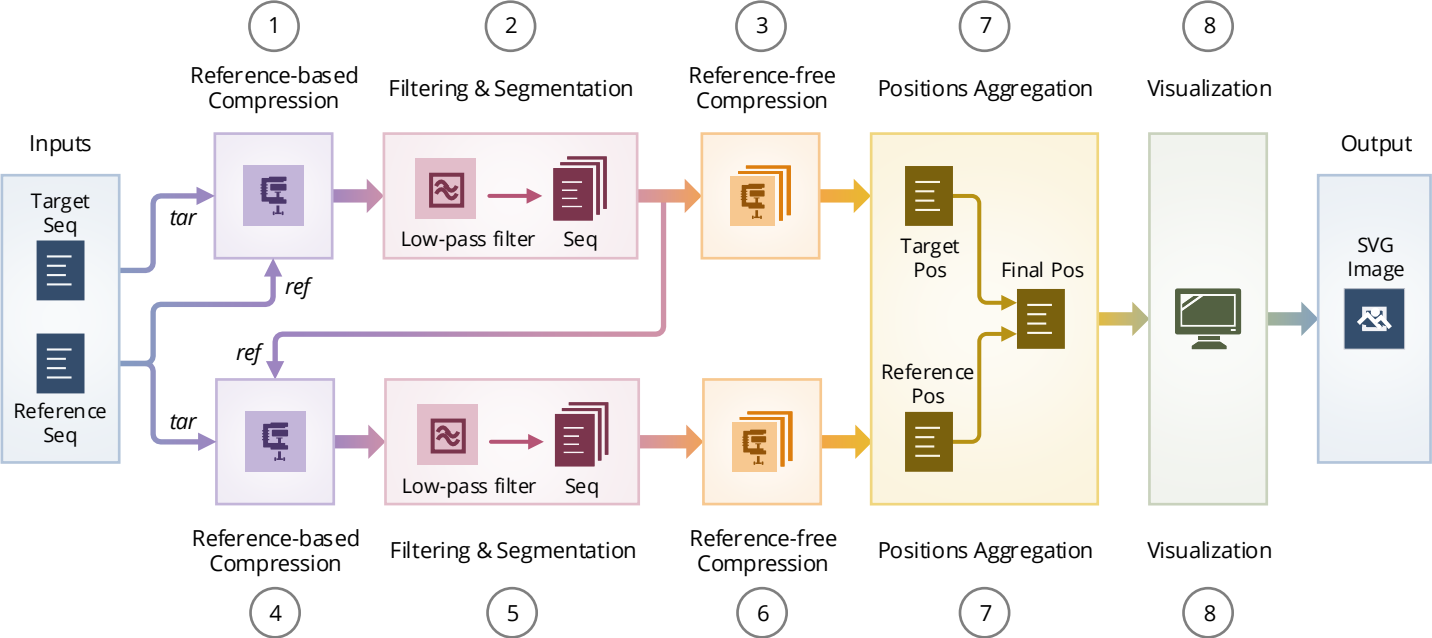 1
2
3
7
8
Reference-based
Compression
Filtering & Segmentation
Reference-free
Compression
Positions Aggregation
Visualization
Inputs
Output
Target
Seq
tar
Low-pass filter
Seq
Target
Pos
Final Pos
SVG
Image
ref
ref
Reference
Seq
tar
Low-pass filter
Seq
Reference
Pos
Reference-based
Compression
Filtering & Segmentation
Reference-free
Compression
Positions Aggregation
Visualization
4
5
6
7
8